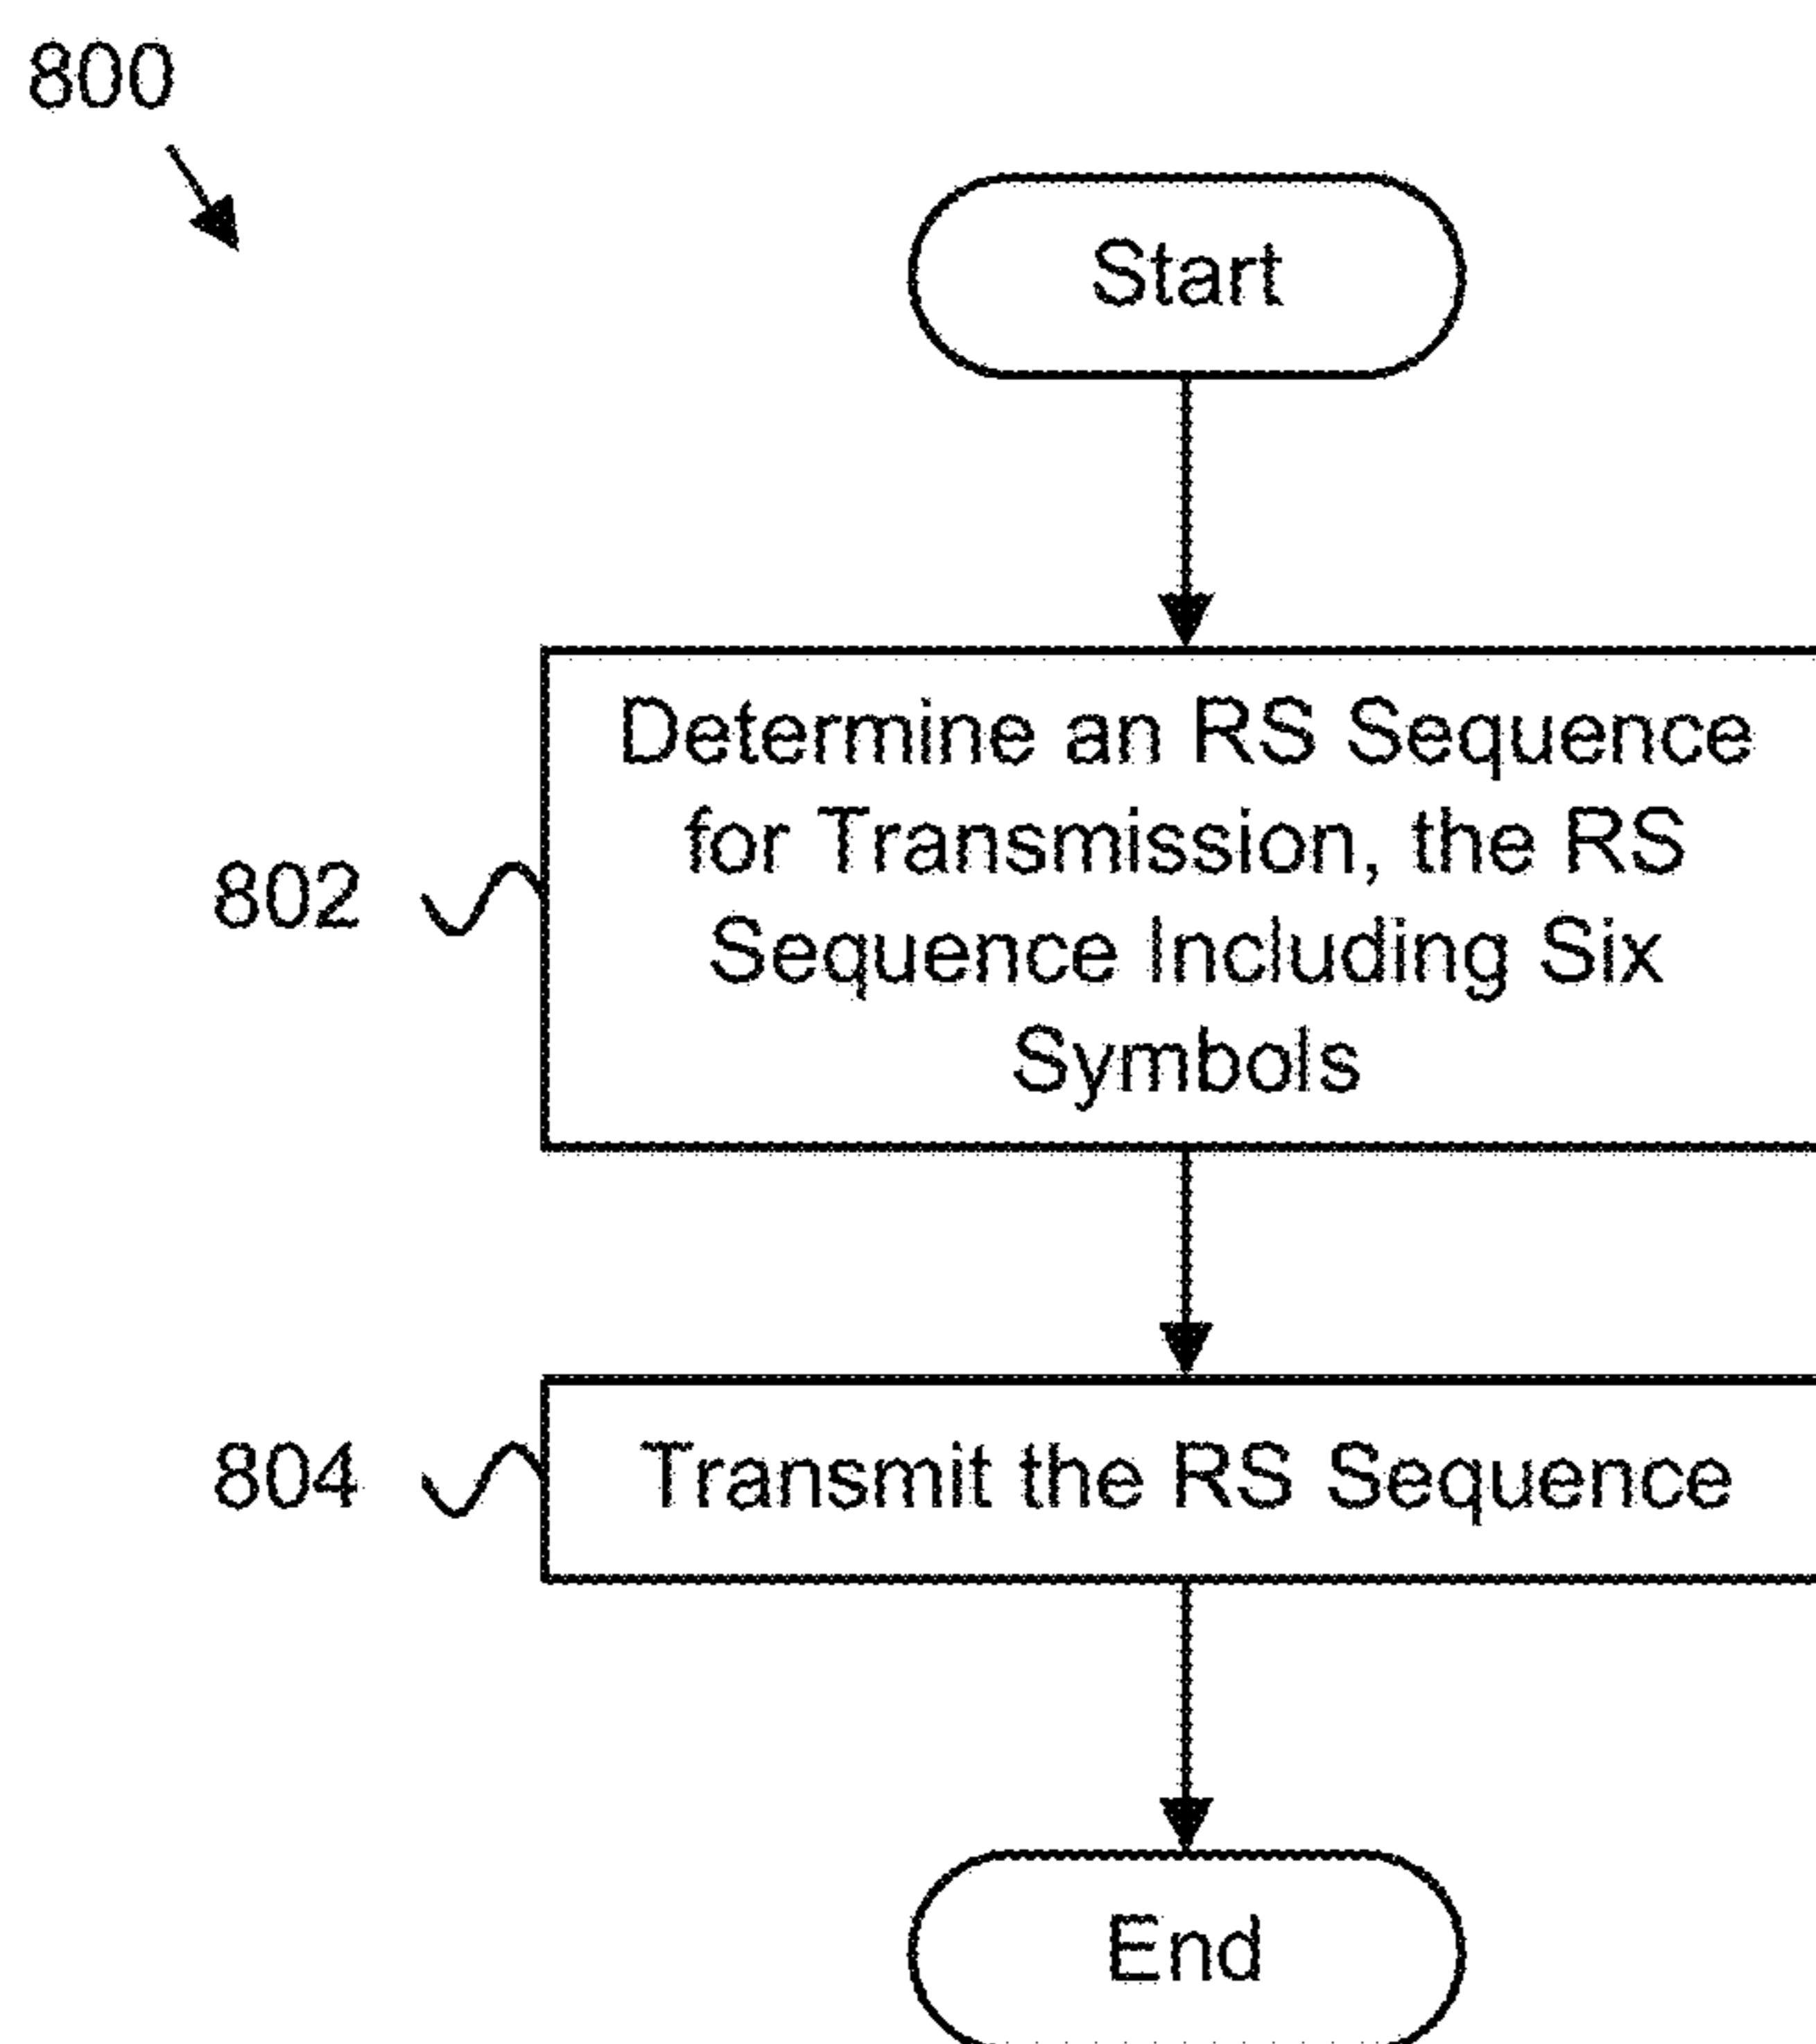 800
Start
Determine an RS Sequence
for Transmission, the RS
Sequence Including Six
Symbols
802
Transmit the RS Sequence
804
End